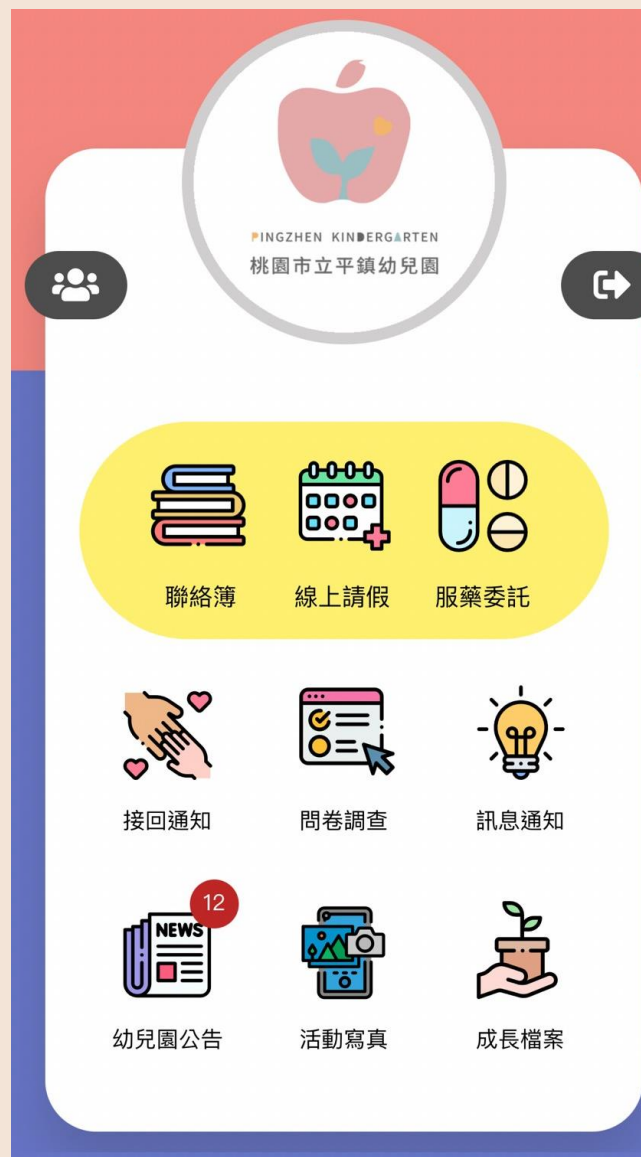 PINGZHEN KINDERGARTEN
桃園市立平鎮幼兒園
聯絡簿
線上請假
服藥委託
接回通知
問卷調查
訊息通知
12
NEWS
幼兒園公告
活動寫真
成長檔案